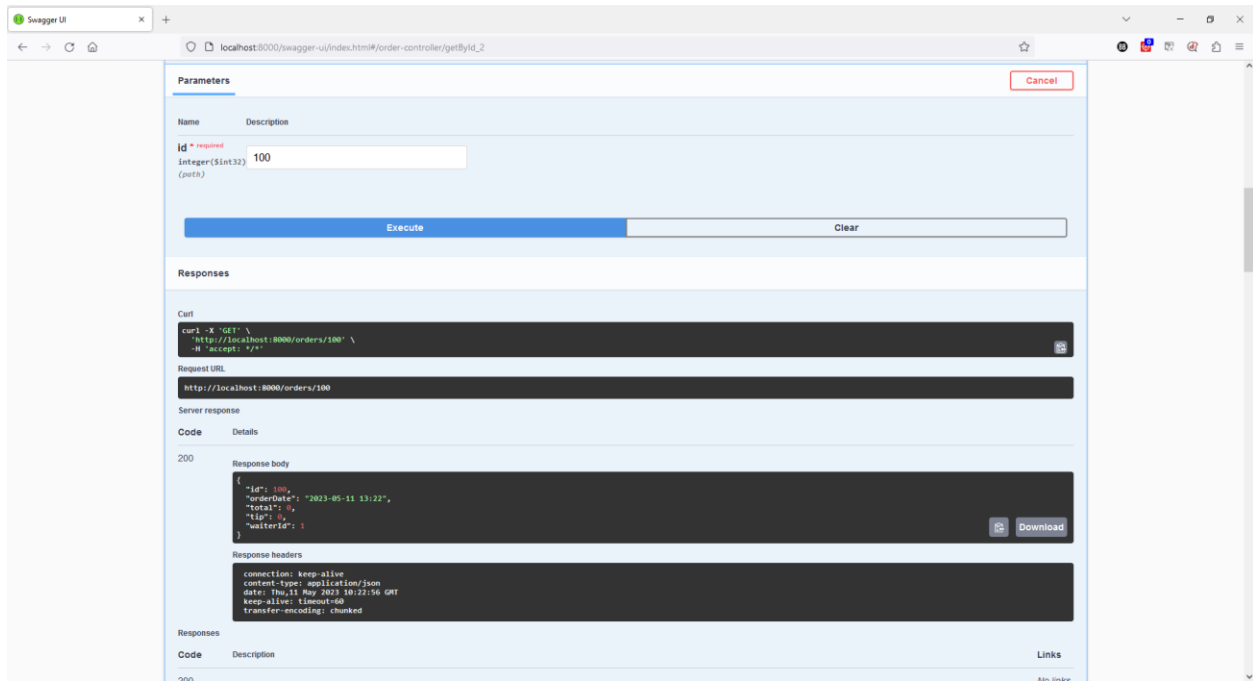 Swagger UI
localhost:8000/swagger-ui/index.html#/order-controller/getById_2
Parameters
Cancel
Name Description
id * required
integer($int32)
(path)
100
Execute Clear
Responses
Curl
curl -X 'GET' \
'http://localhost:8000/orders/100' \
-H 'accept: */*'
Request URL
http://localhost:8000/orders/100
Server response
Code Details
200
Response body
{
"id": 100,
"orderDate": "2023-05-11 13:22",
"total": 0,
"tip": 0,
"waiterId": 1
}
Download
Response headers
connection: keep-alive
content-type: application/json
date: Thu,11 May 2023 10:22:56 GMT
keep-alive: timeout=60
transfer-encoding: chunked
Responses
Code Description Links
200 No links